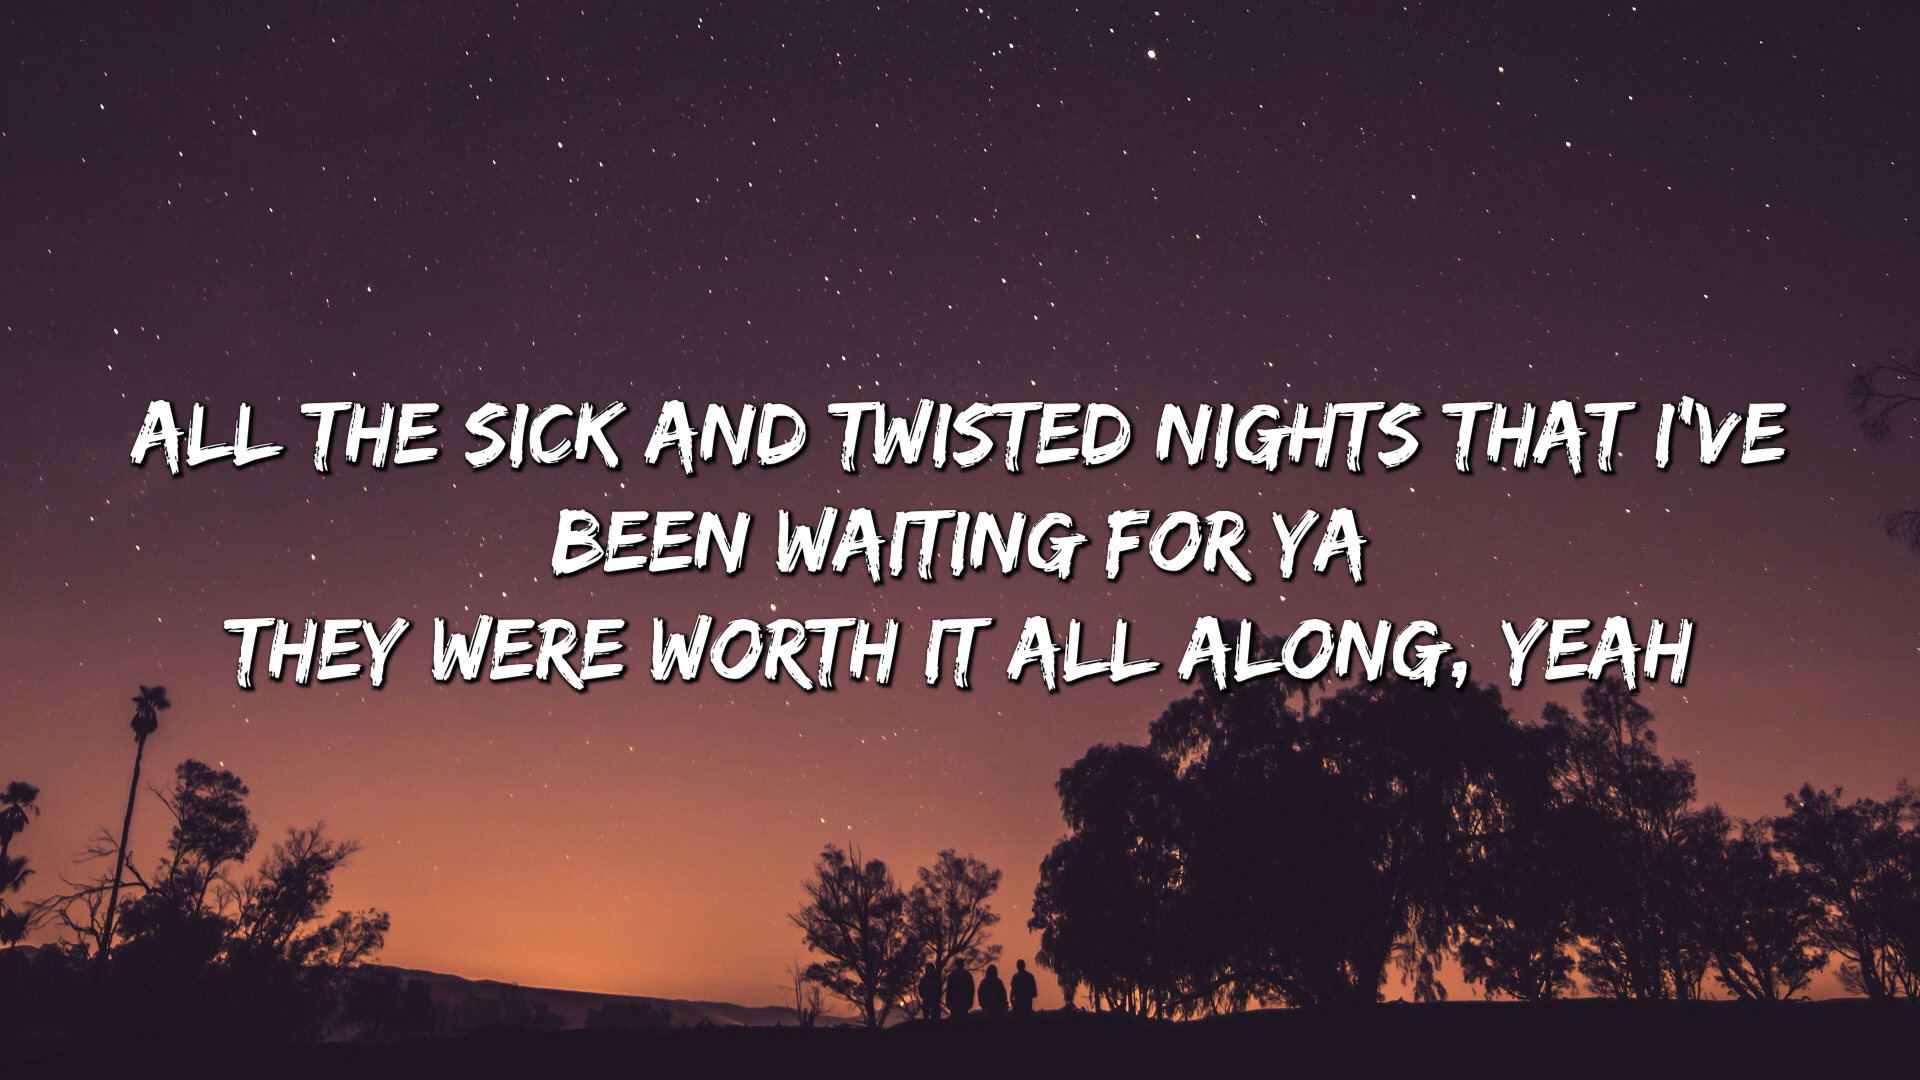 ALL THE SICK AND TWISTED NIGHTS THAT I'VE
BEEN WAITING FOR YA
THEY WERE WORTH IT ALL ALONG, YEAH